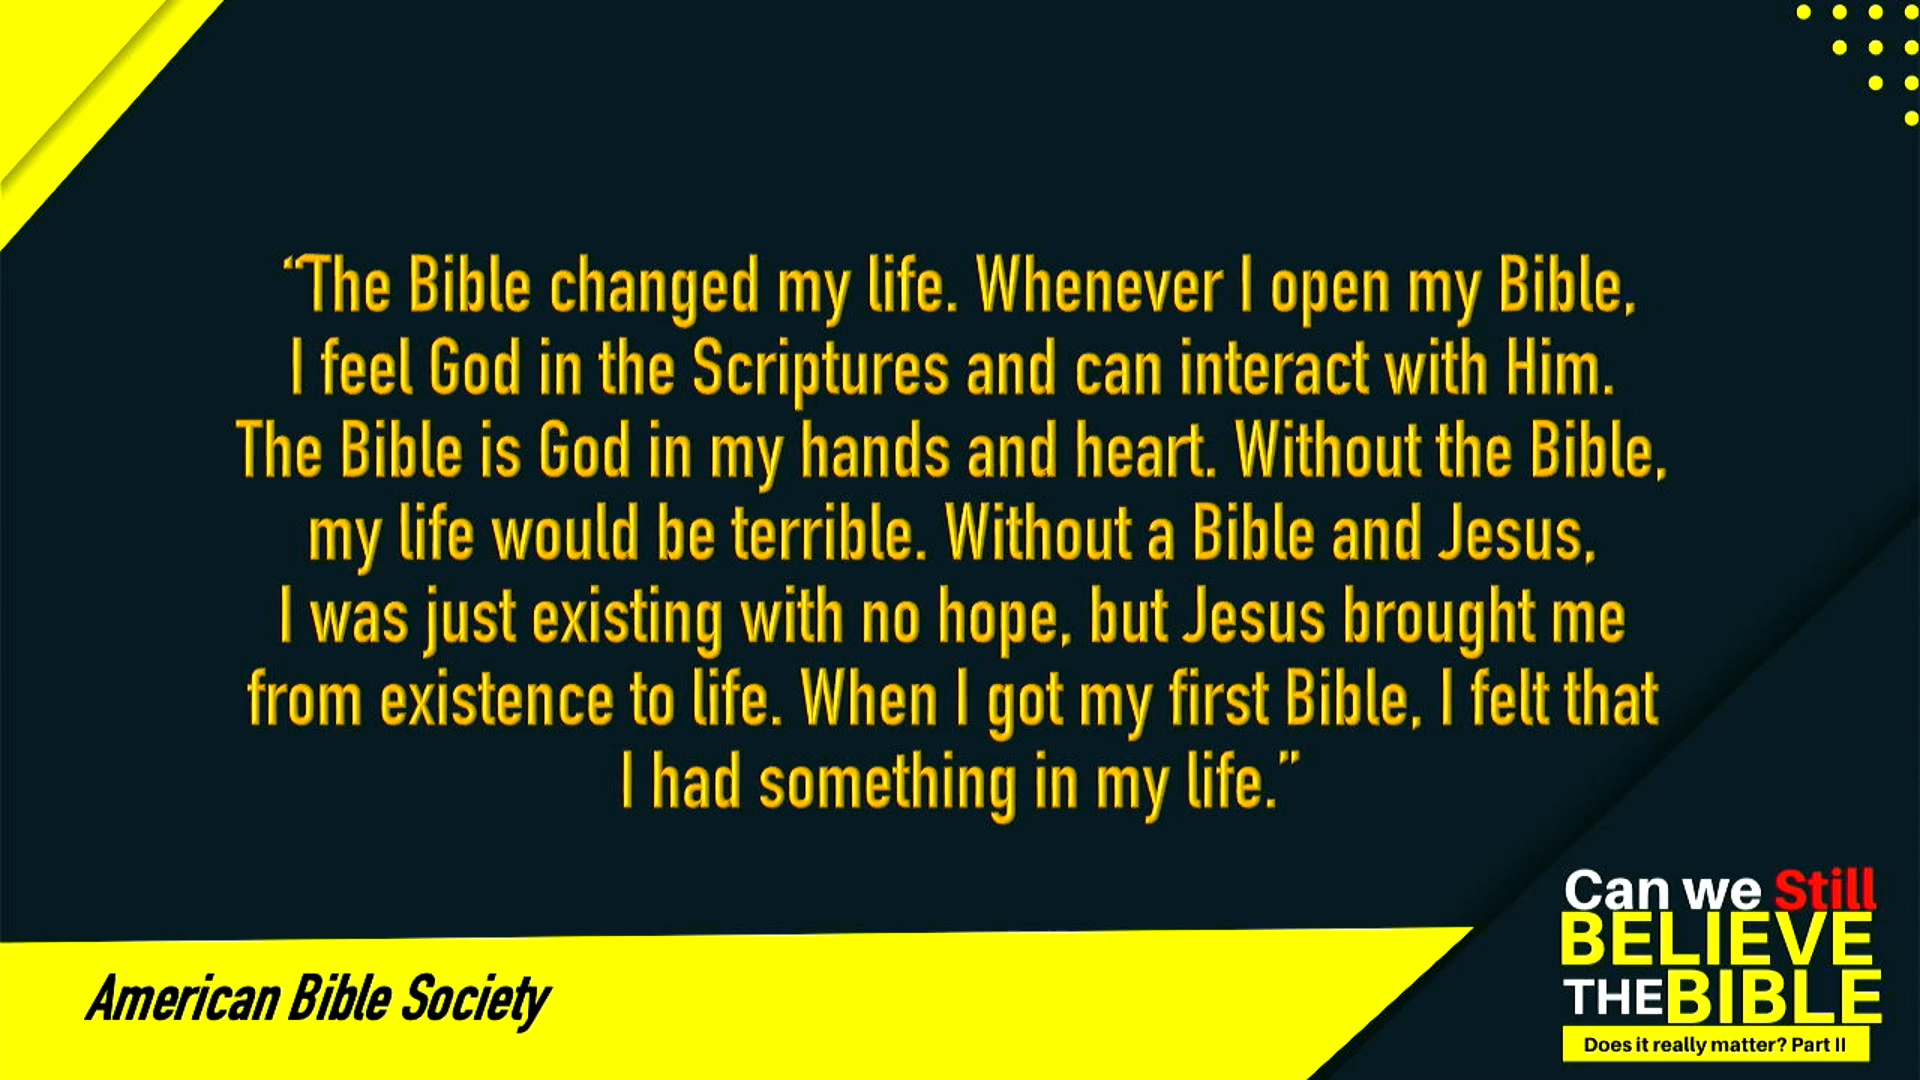 “The Bible changed my life. Whenever I open my Bible,
I feel God in the Scriptures and can interact with Him.
The Bible is God in my hands and heart. Without the Bible,
my life would be terrible. Without a Bible and Jesus,
I was just existing with no hope, but Jesus brought me
from existence to life. When I got my first Bible, I felt that
I had something in my life.”
American Bible Society
Can we Still
BELIEVE
THE BIBLE
Does it really matter? Part II